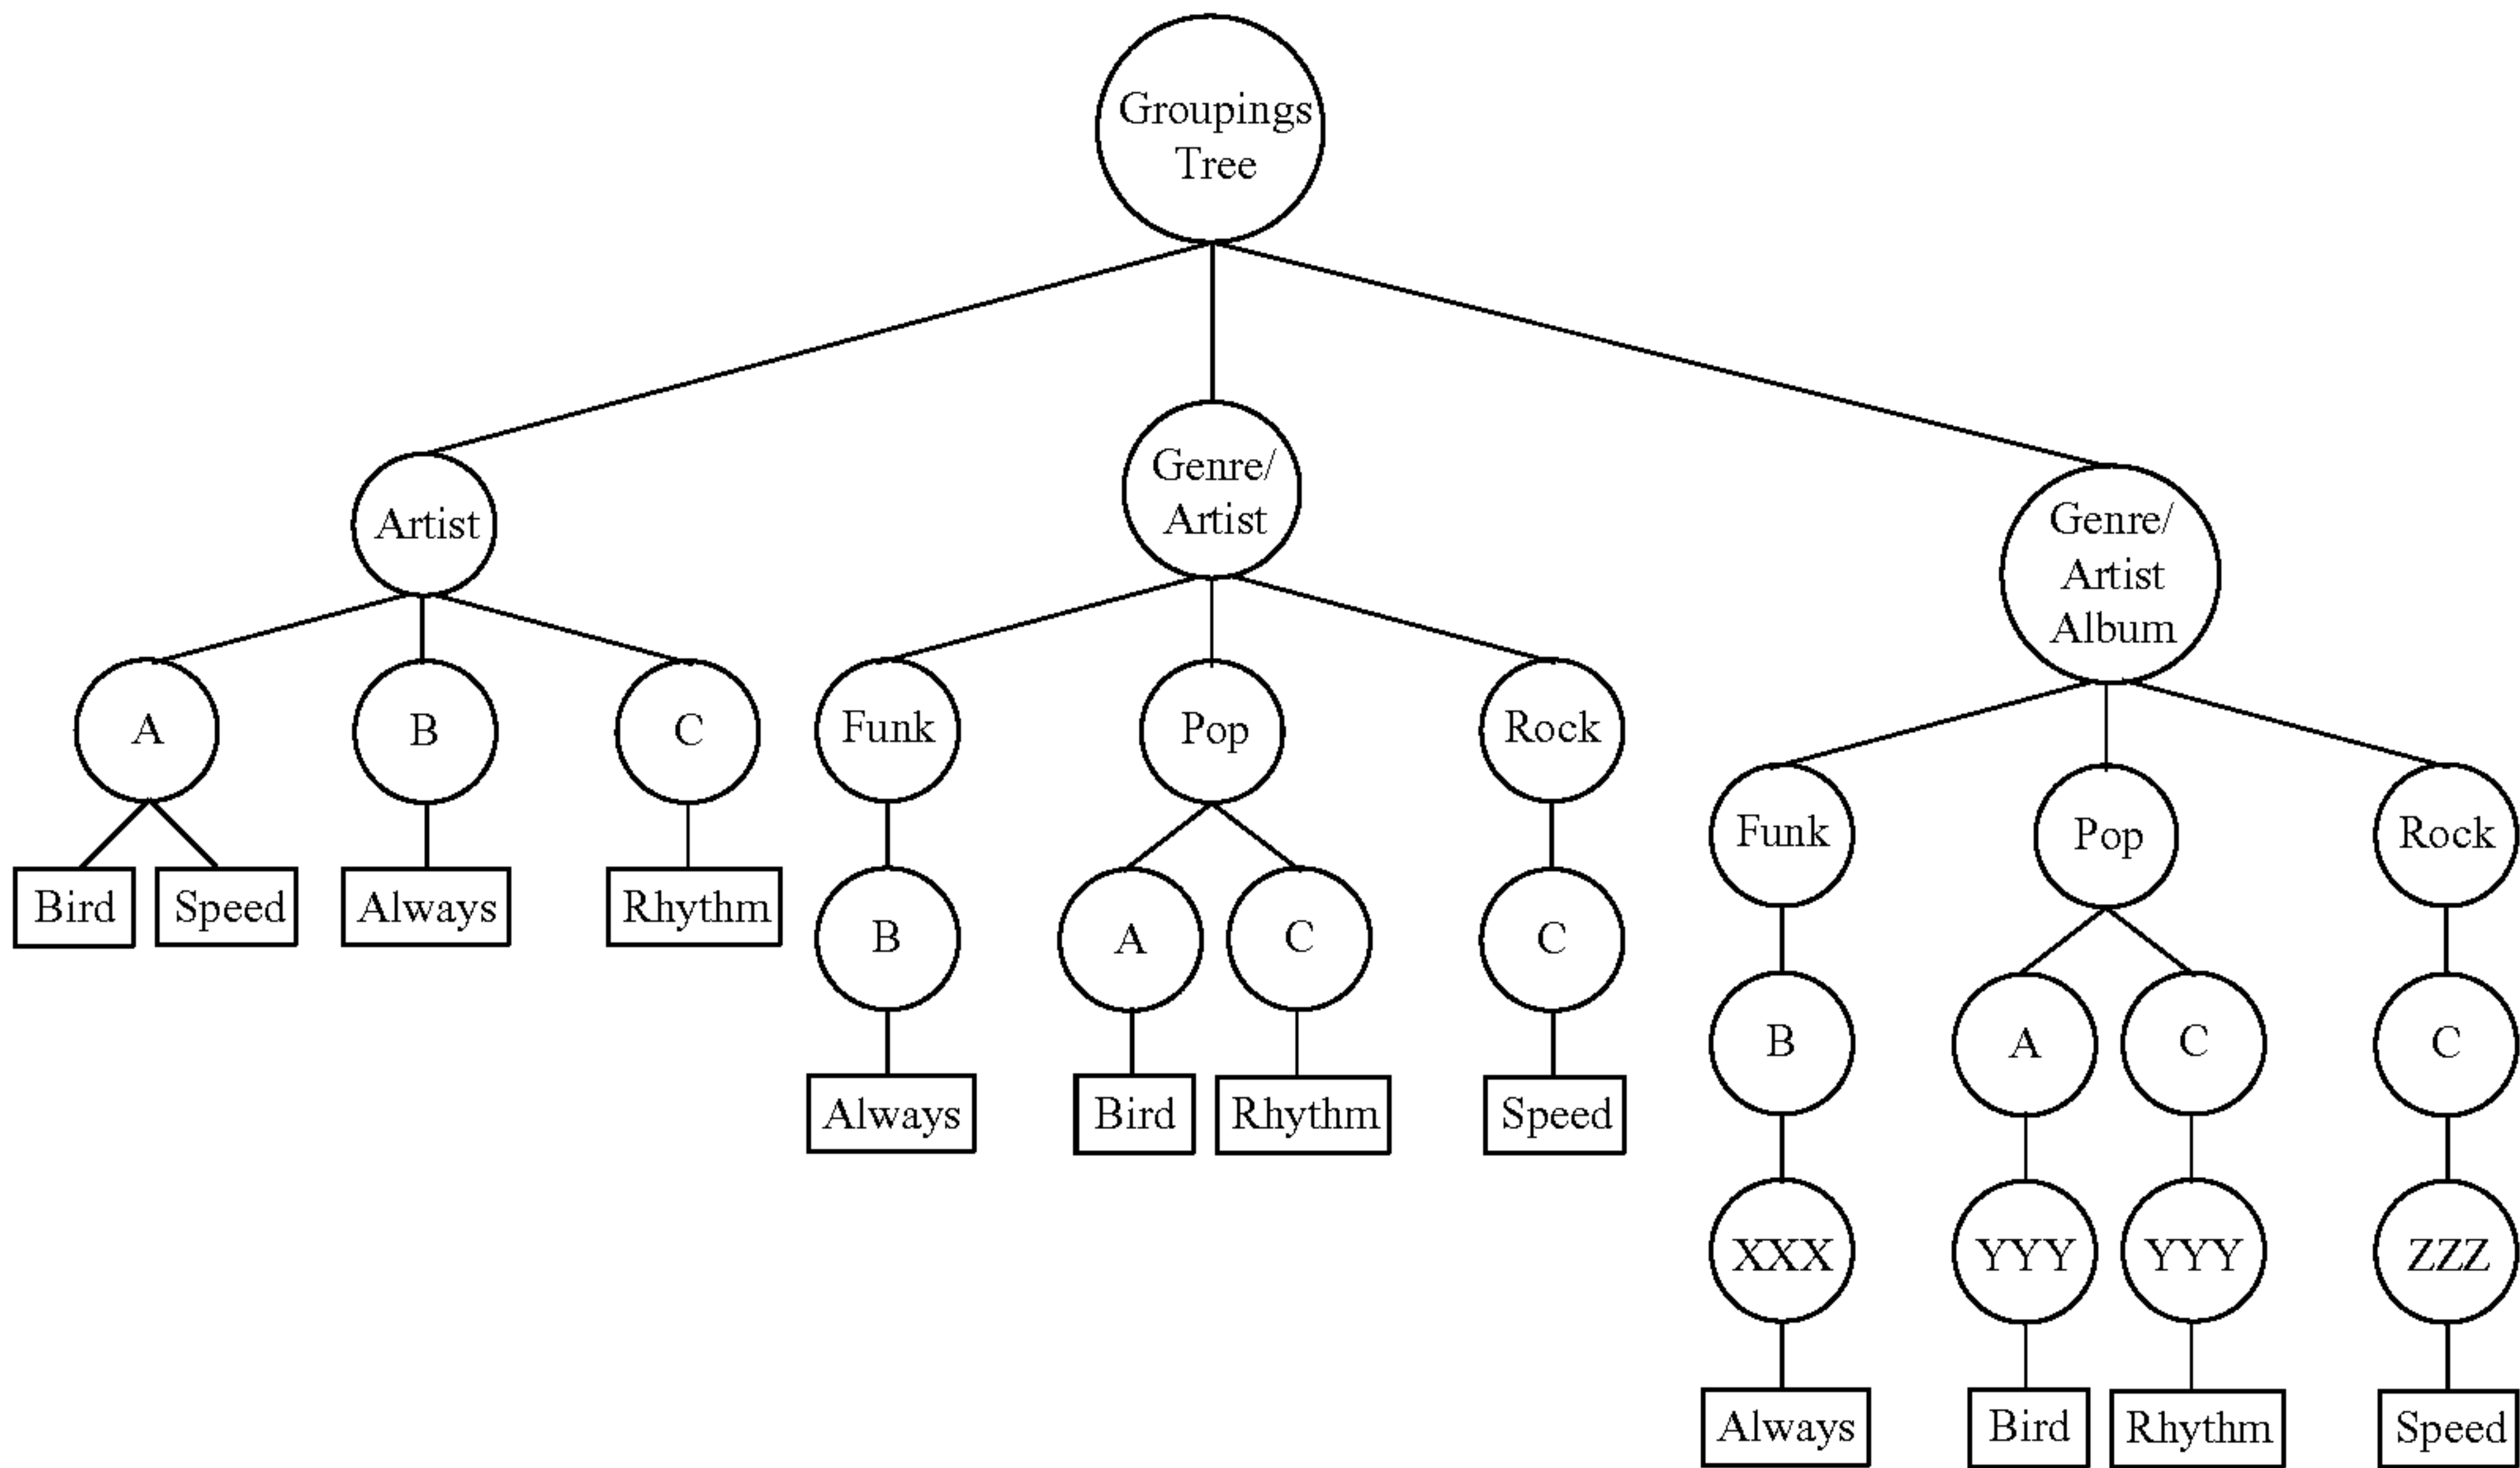 Groupings
Tree
Artist
Genre/
Artist
Genre/
Artist
Album
A
B
C
Funk
Pop
Rock
Funk
Pop
Rock
Bird
Speed
Always
Rhythm
B
A
C
C
B
A
C
C
Always
Bird
Rhythm
Speed
XXX
YYY
YYY
ZZZ
Always
Bird
Rhythm
Speed